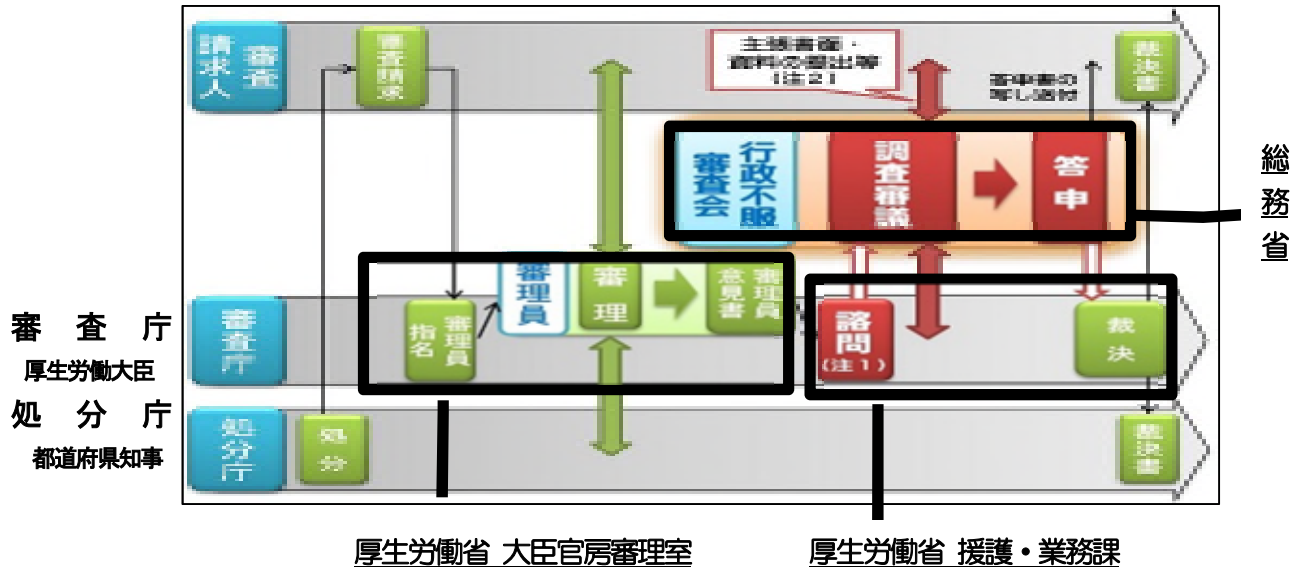 審査
請求人
審査請求
主張書面・
資料の提出等
(注2)
答申書の
写し送付
裁決書
行政不服
審査会
調査審議
答申
総務省
審査庁
厚生労働大臣
審査庁
審理員
指名
審理員
審理
審理員
意見書
諮問
(注1)
裁決
処分庁
都道府県知事
処分庁
処分
裁決書
厚生労働省 大臣官房審理室
厚生労働省 援護・業務課